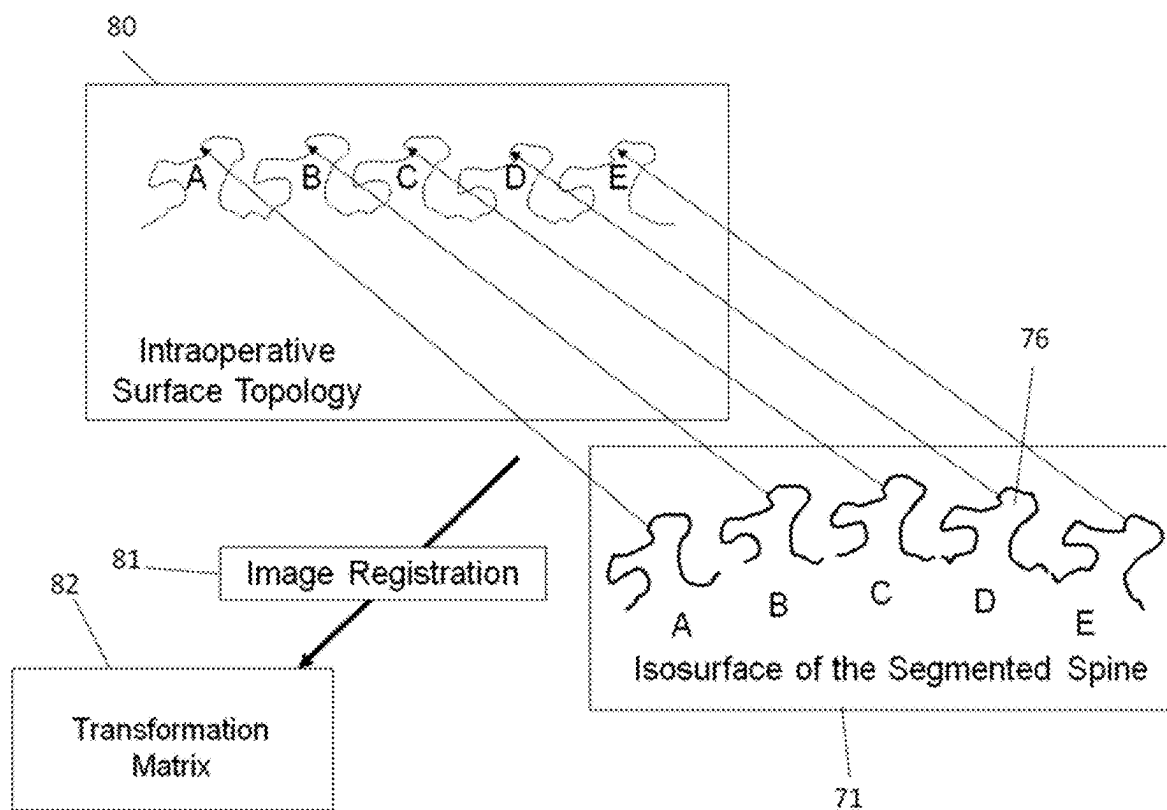 80
A B C D E
Intraoperative
Surface Topology
76
81
Image Registration
82
A B C D E
Isosurface of the Segmented Spine
Transformation
Matrix
71